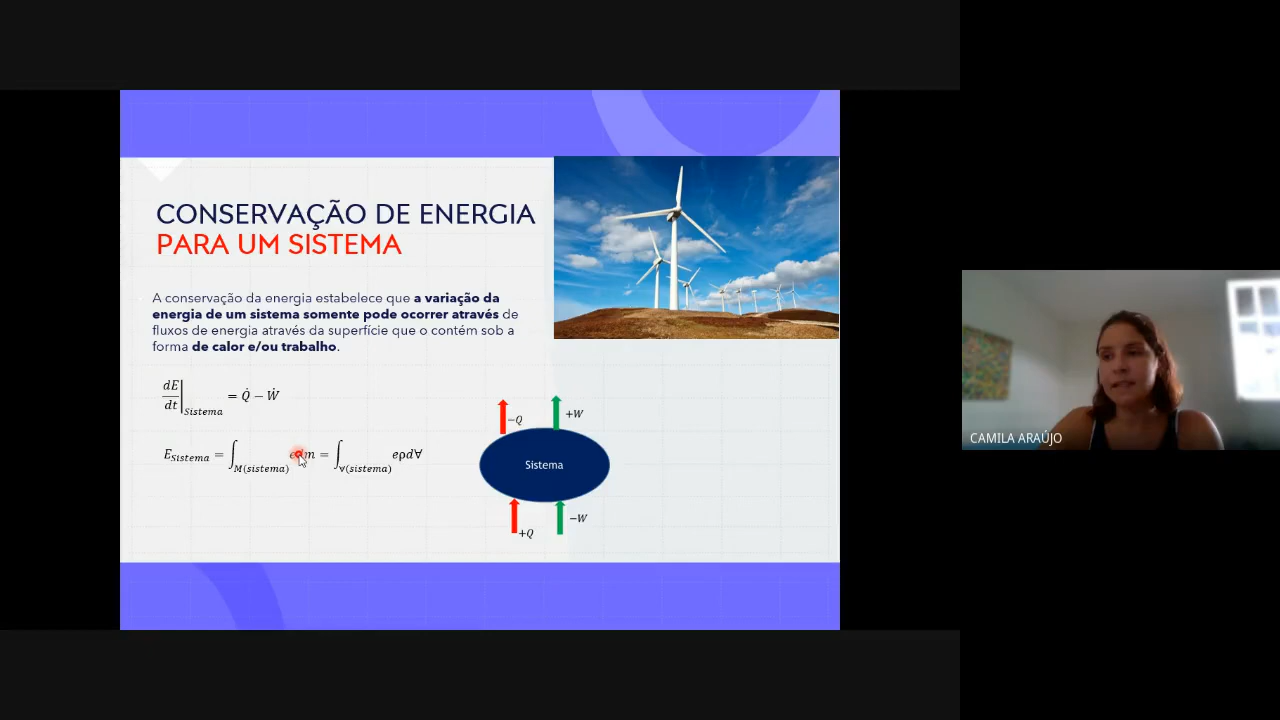 CONSERVAÇÃO DE ENERGIA
PARA UM SISTEMA
A conservação da energia estabelece que a variação da
energia de um sistema somente pode ocorrer através de
fluxos de energia através da superfície que o contém sob a
forma de calor e/ou trabalho.
dE/dt|Sistema = Q̇ − Ẇ
E_Sistema = ∫_M(sistema) e dm = ∫_∀(sistema) eρd∀
−Q
+W
Sistema
+Q
−W
CAMILA ARAÚJO